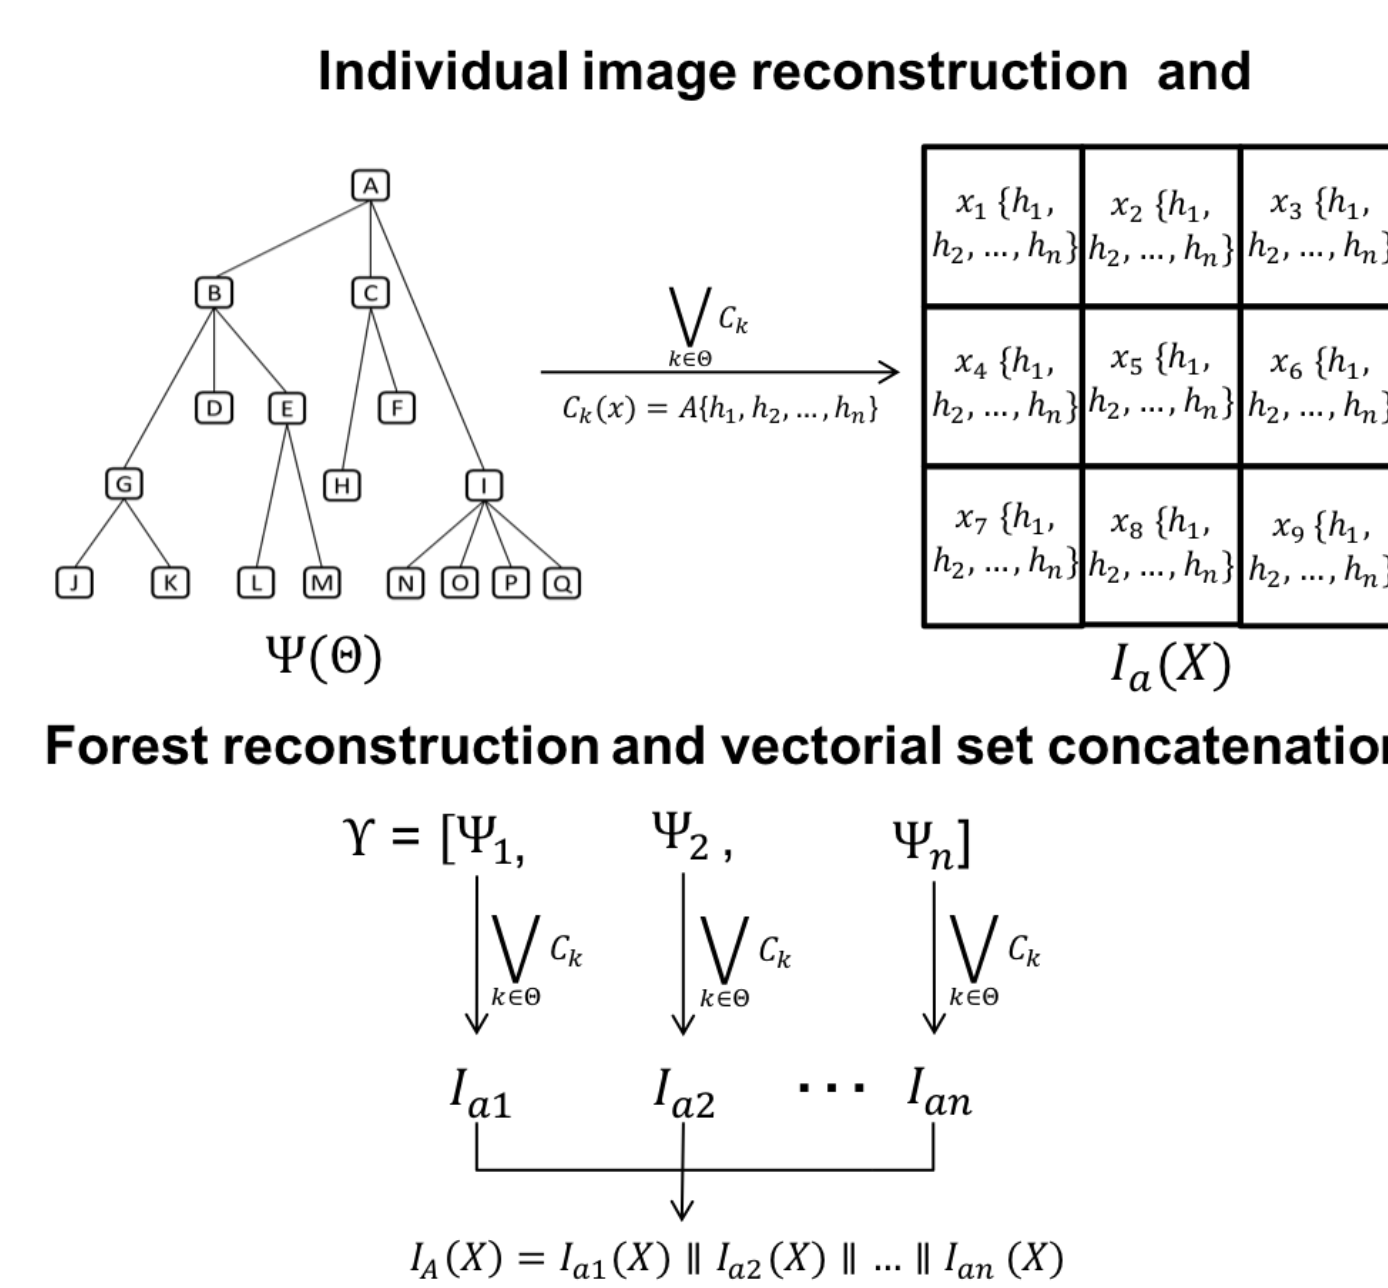 Individual image reconstruction and
A
B C
D E F
G H I
J K L M N O P Q
Ψ(Θ)
⋁ C_k
k∈Θ
C_k(x) = A{h_1, h_2, ..., h_n}
x_1 {h_1, x_2 {h_1, x_3 {h_1,
h_2, ..., h_n} h_2, ..., h_n} h_2, ..., h_n}
x_4 {h_1, x_5 {h_1, x_6 {h_1,
h_2, ..., h_n} h_2, ..., h_n} h_2, ..., h_n}
x_7 {h_1, x_8 {h_1, x_9 {h_1,
h_2, ..., h_n} h_2, ..., h_n} h_2, ..., h_n}
I_a(X)
Forest reconstruction and vectorial set concatenation
ϒ = [Ψ_1, Ψ_2 , Ψ_n]
⋁ C_k ⋁ C_k ⋁ C_k
k∈Θ k∈Θ k∈Θ
I_a1 I_a2 ··· I_an
I_A(X) = I_a1(X) ∥ I_a2(X) ∥ ... ∥ I_an (X)